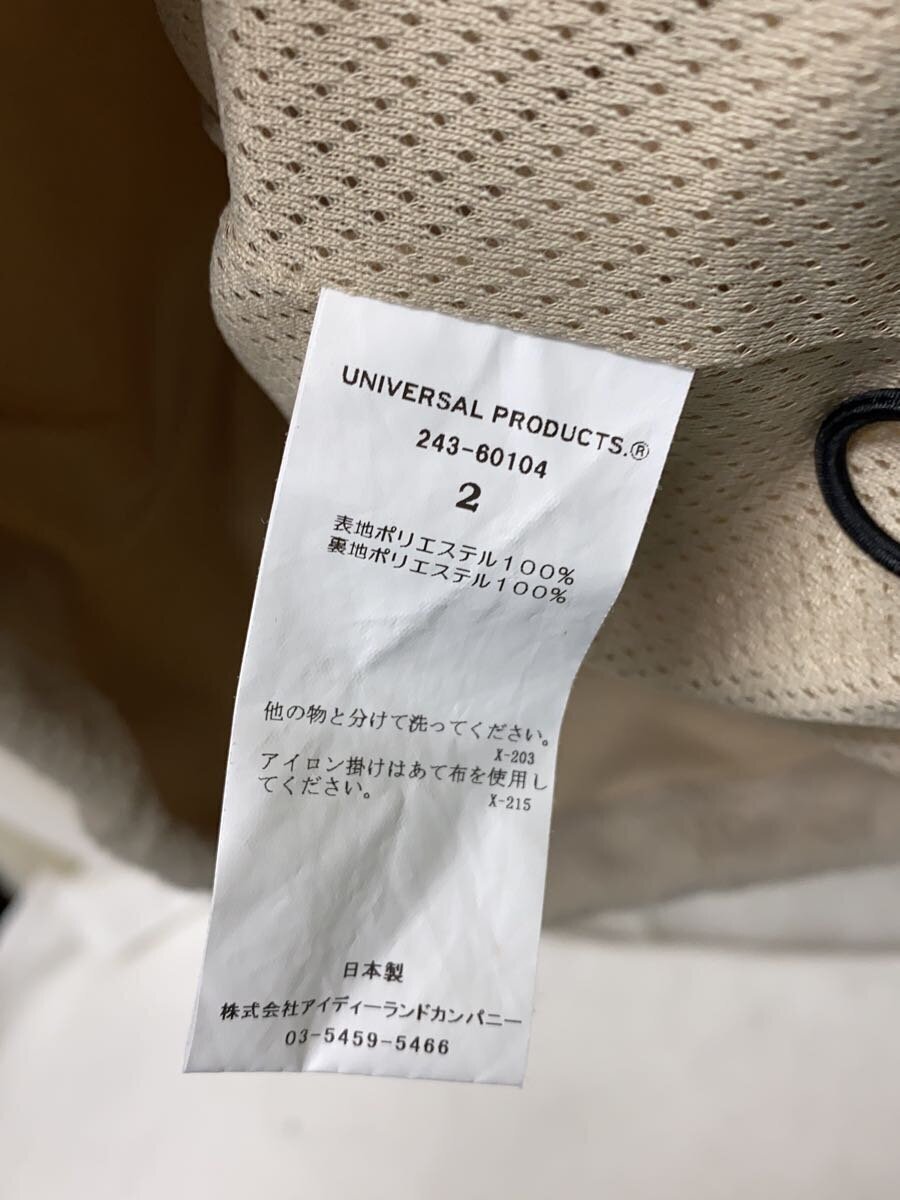 UNIVERSAL PRODUCTS.®
243-60104
2
表地ポリエステル100%
裏地ポリエステル100%
他の物と分けて洗ってください。
X-203
アイロン掛けはあて布を使用し
てください。
X-215
日本製
株式会社アイディーランドカンパニー
03-5459-5466